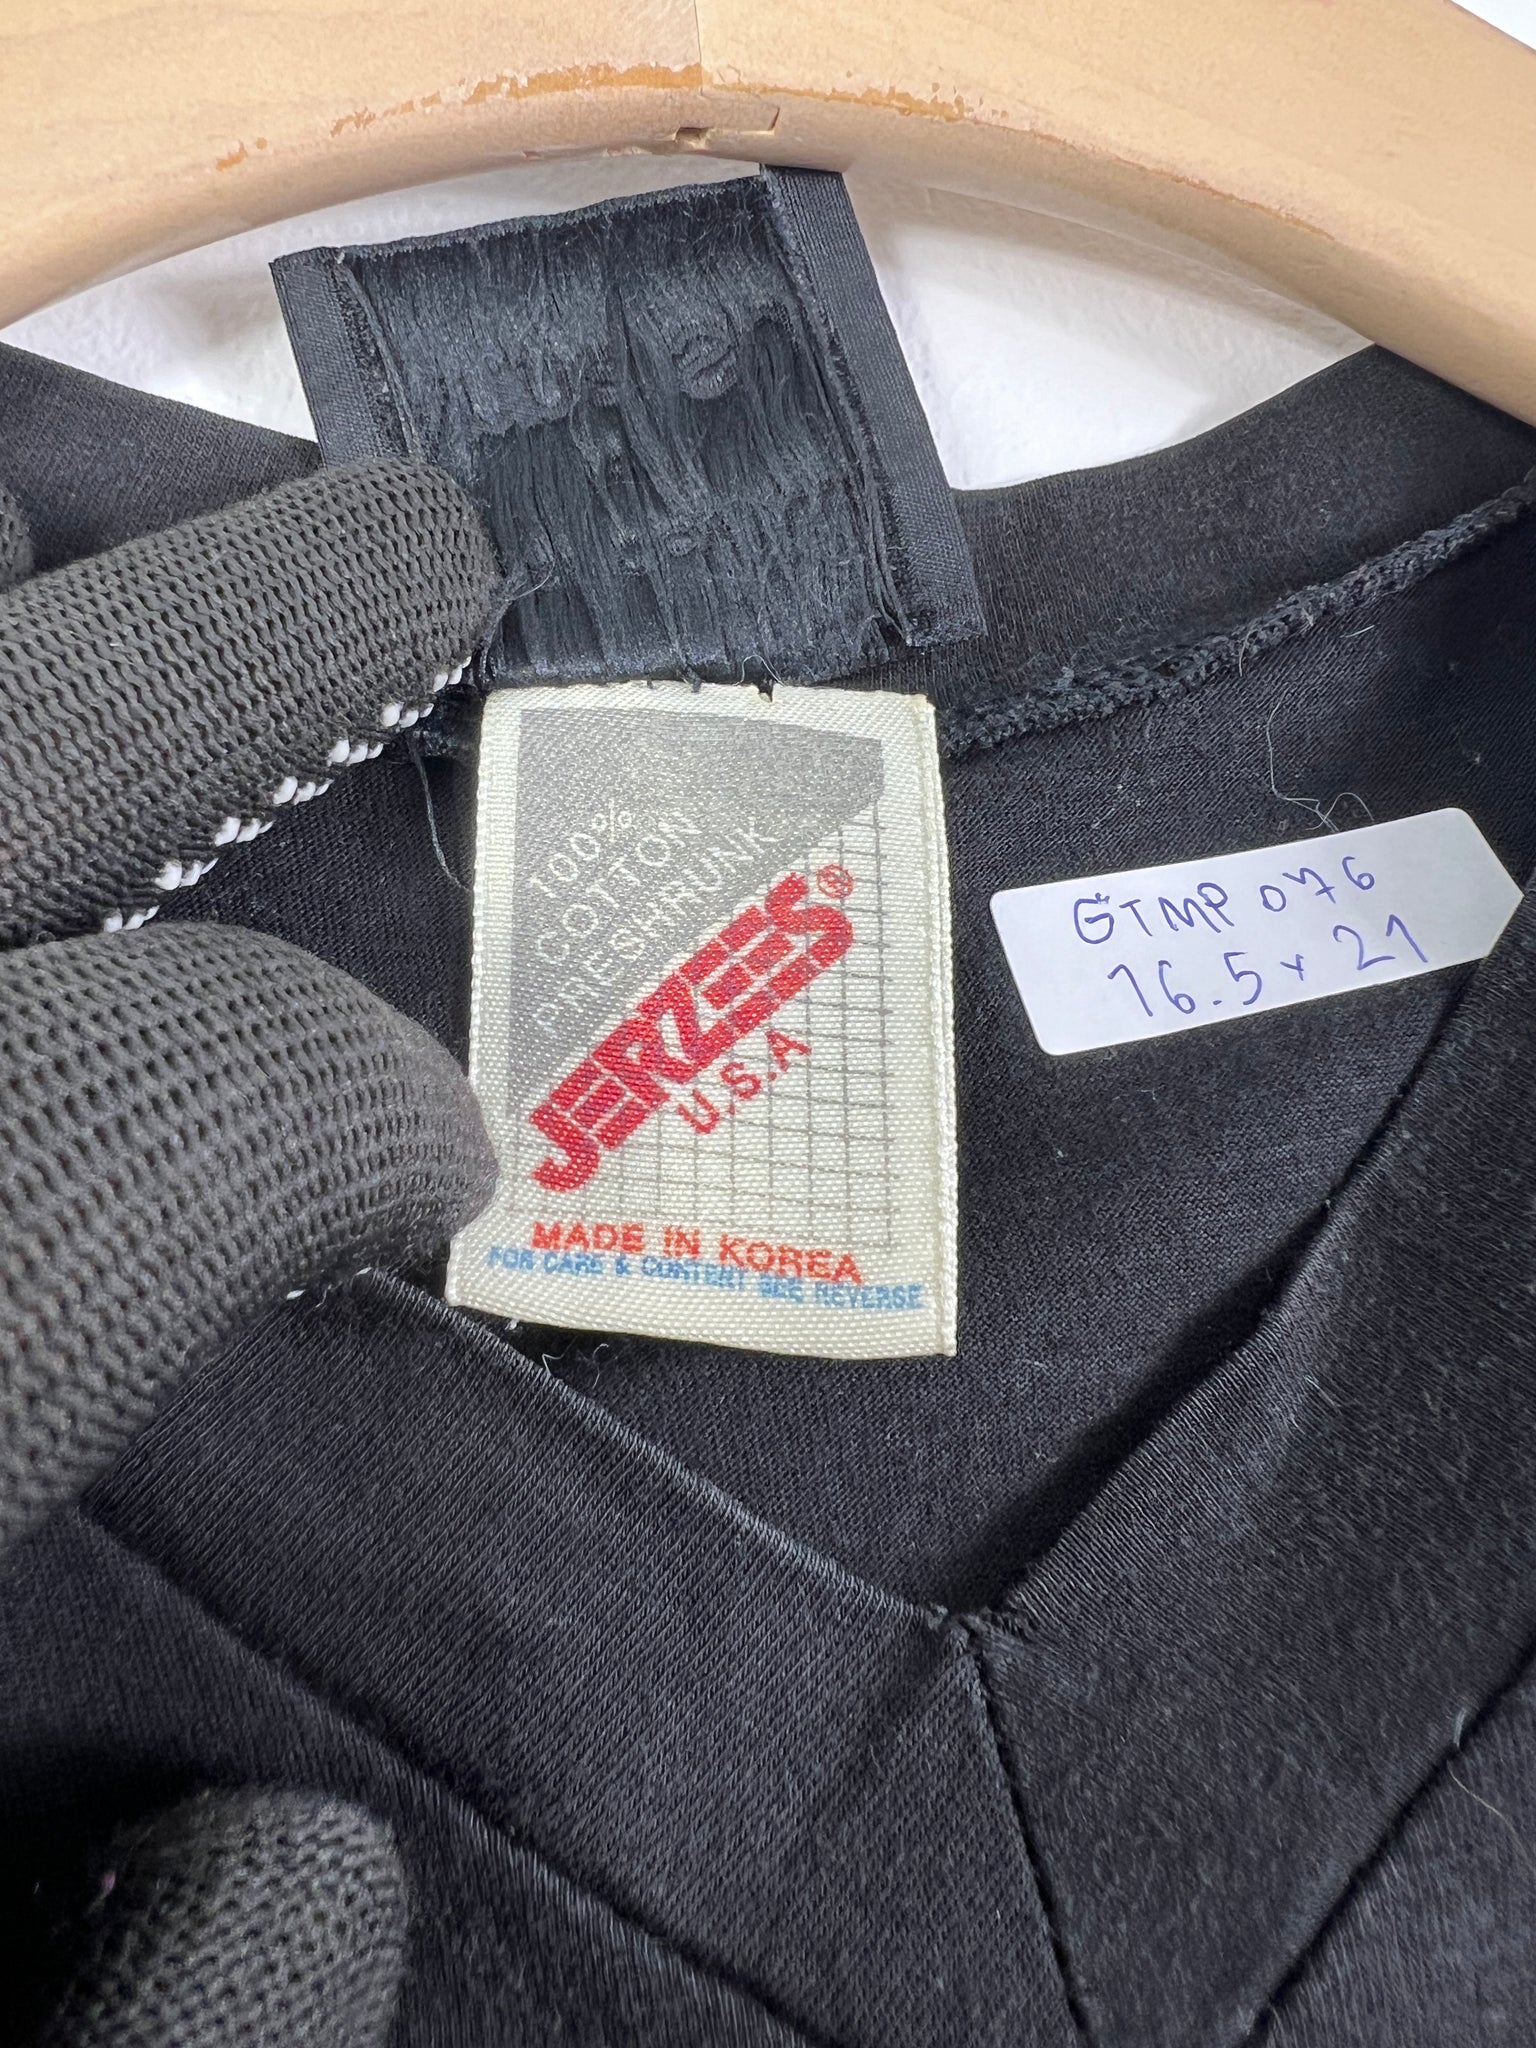 100%
COTTON
PRESHRUNK
JERZEES®
U.S.A
MADE IN KOREA
FOR CARE & CONTENT SEE REVERSE
GTMP 076
16.5 x 21